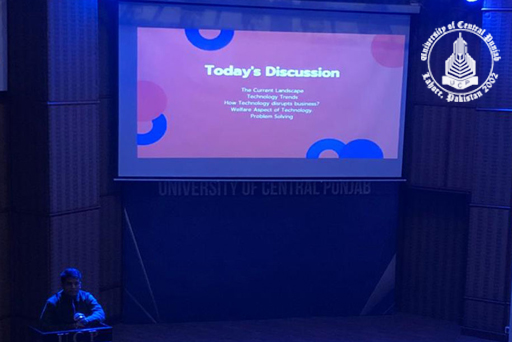 Today's Discussion
The Current Landscape
Technology Trends
How Technology disrupts business?
Welfare Aspect of Technology.
Problem Solving
UNIVERSITY OF CENTRAL PUNJAB
University of Central Punjab
UCP
Lahore, Pakistan 2002